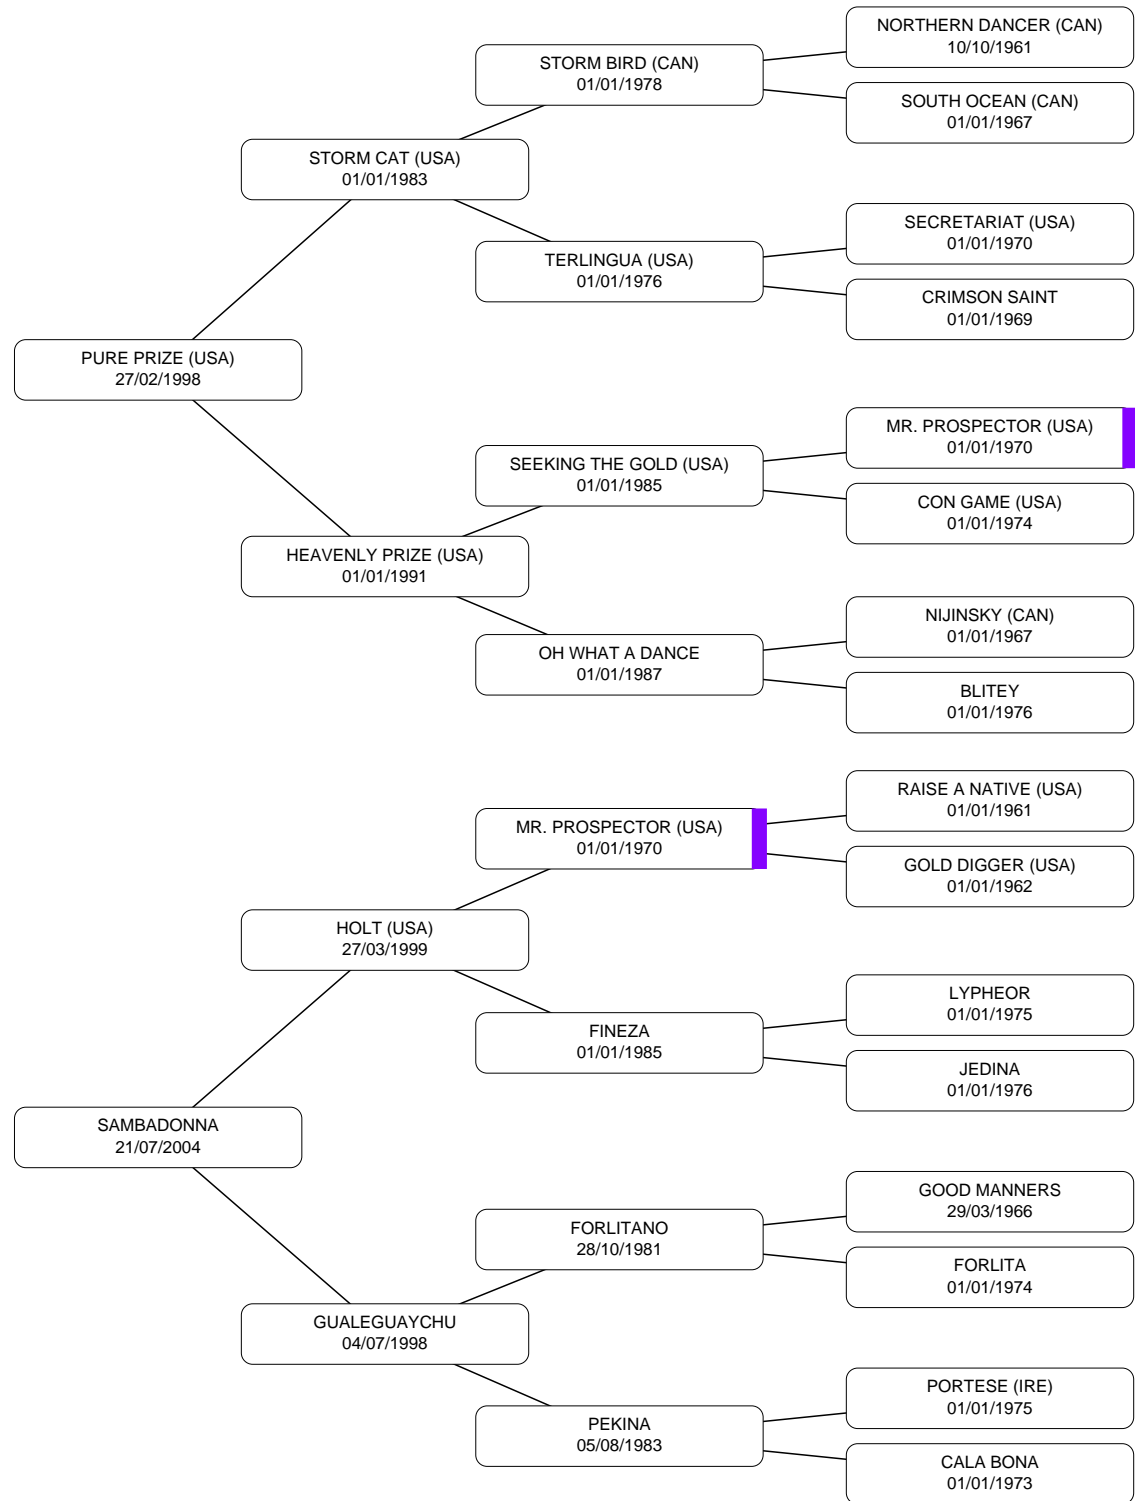 NORTHERN DANCER (CAN)
10/10/1961
STORM BIRD (CAN)
01/01/1978
SOUTH OCEAN (CAN)
01/01/1967
STORM CAT (USA)
01/01/1983
SECRETARIAT (USA)
01/01/1970
TERLINGUA (USA)
01/01/1976
CRIMSON SAINT
01/01/1969
PURE PRIZE (USA)
27/02/1998
MR. PROSPECTOR (USA)
01/01/1970
SEEKING THE GOLD (USA)
01/01/1985
CON GAME (USA)
01/01/1974
HEAVENLY PRIZE (USA)
01/01/1991
NIJINSKY (CAN)
01/01/1967
OH WHAT A DANCE
01/01/1987
BLITEY
01/01/1976
RAISE A NATIVE (USA)
01/01/1961
MR. PROSPECTOR (USA)
01/01/1970
GOLD DIGGER (USA)
01/01/1962
HOLT (USA)
27/03/1999
LYPHEOR
01/01/1975
FINEZA
01/01/1985
JEDINA
01/01/1976
SAMBADONNA
21/07/2004
GOOD MANNERS
29/03/1966
FORLITANO
28/10/1981
FORLITA
01/01/1974
GUALEGUAYCHU
04/07/1998
PORTESE (IRE)
01/01/1975
PEKINA
05/08/1983
CALA BONA
01/01/1973